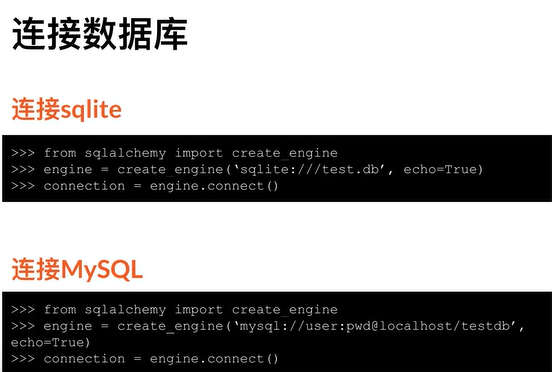 连接数据库
连接sqlite
>>> from sqlalchemy import create_engine
>>> engine = create_engine(‘sqlite:///test.db’, echo=True)
>>> connection = engine.connect()
连接MySQL
>>> from sqlalchemy import create_engine
>>> engine = create_engine(‘mysql://user:pwd@localhost/testdb’,
echo=True)
>>> connection = engine.connect()